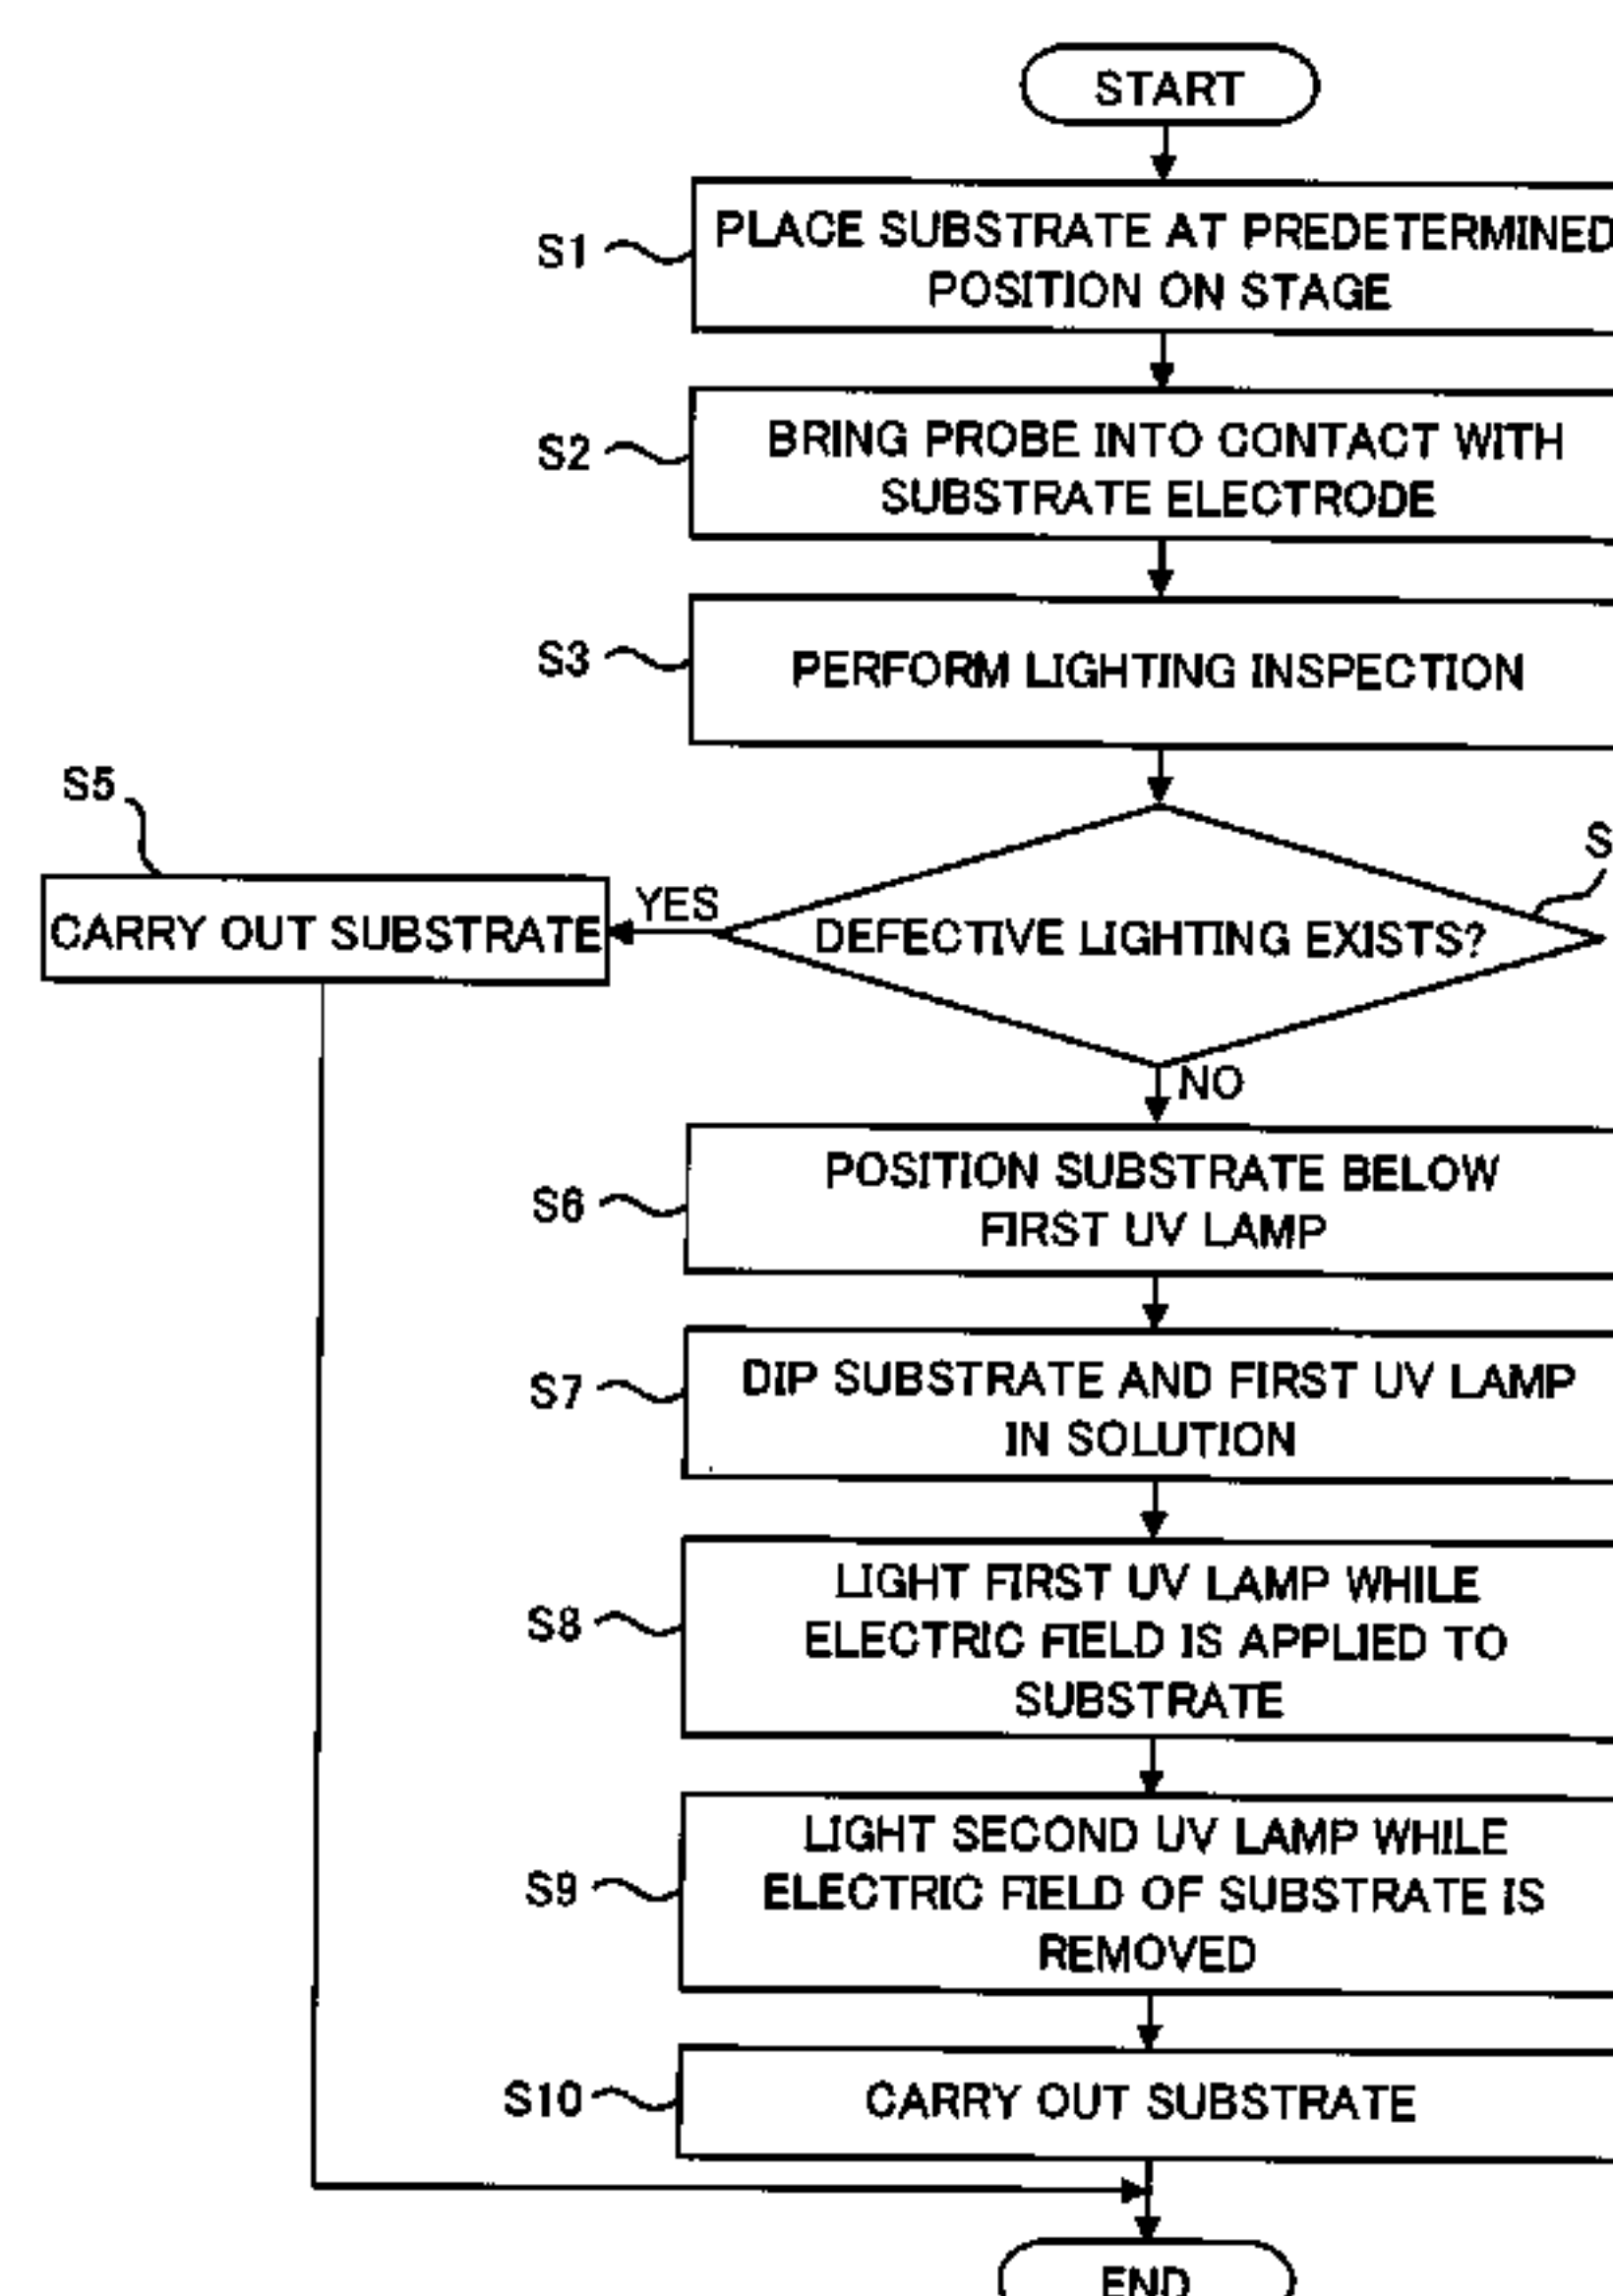 START
S1
PLACE SUBSTRATE AT PREDETERMINED
POSITION ON STAGE
S2
BRING PROBE INTO CONTACT WITH
SUBSTRATE ELECTRODE
S3
PERFORM LIGHTING INSPECTION
S5
S
CARRY OUT SUBSTRATE
YES
DEFECTIVE LIGHTING EXISTS?
NO
S6
POSITION SUBSTRATE BELOW
FIRST UV LAMP
S7
DIP SUBSTRATE AND FIRST UV LAMP
IN SOLUTION
S8
LIGHT FIRST UV LAMP WHILE
ELECTRIC FIELD IS APPLIED TO
SUBSTRATE
S9
LIGHT SECOND UV LAMP WHILE
ELECTRIC FIELD OF SUBSTRATE IS
REMOVED
S10
CARRY OUT SUBSTRATE
END